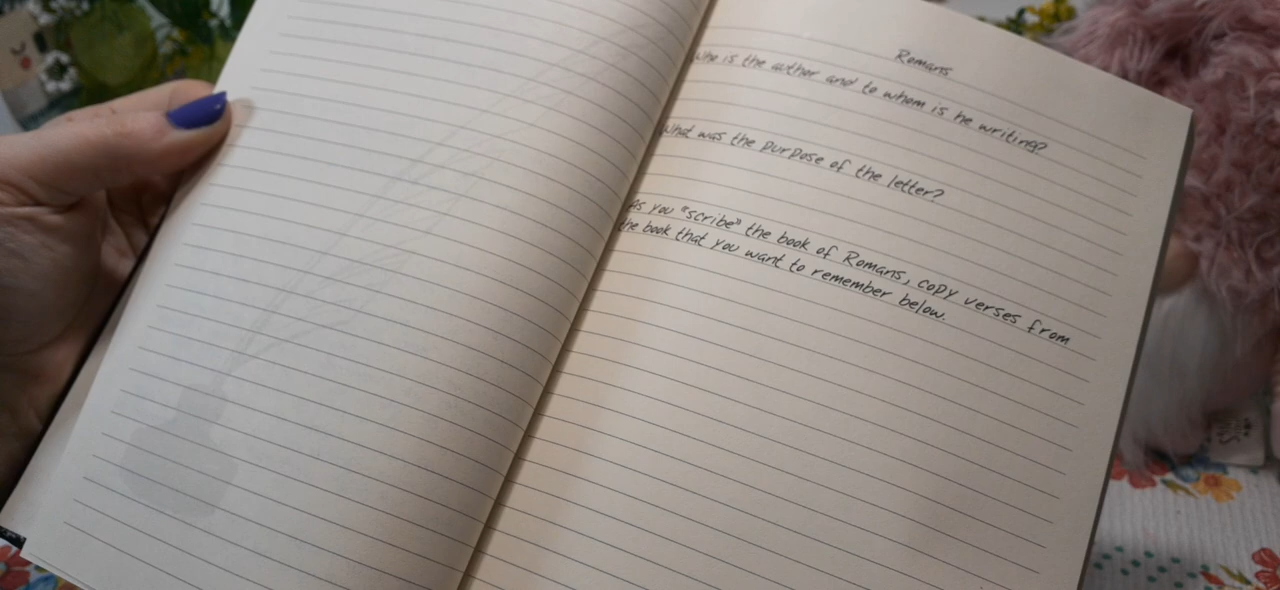 Romans
Who is the author and to whom is he writing?
What was the purpose of the letter?
As you "scribe" the book of Romans, copy verses from
the book that you want to remember below.